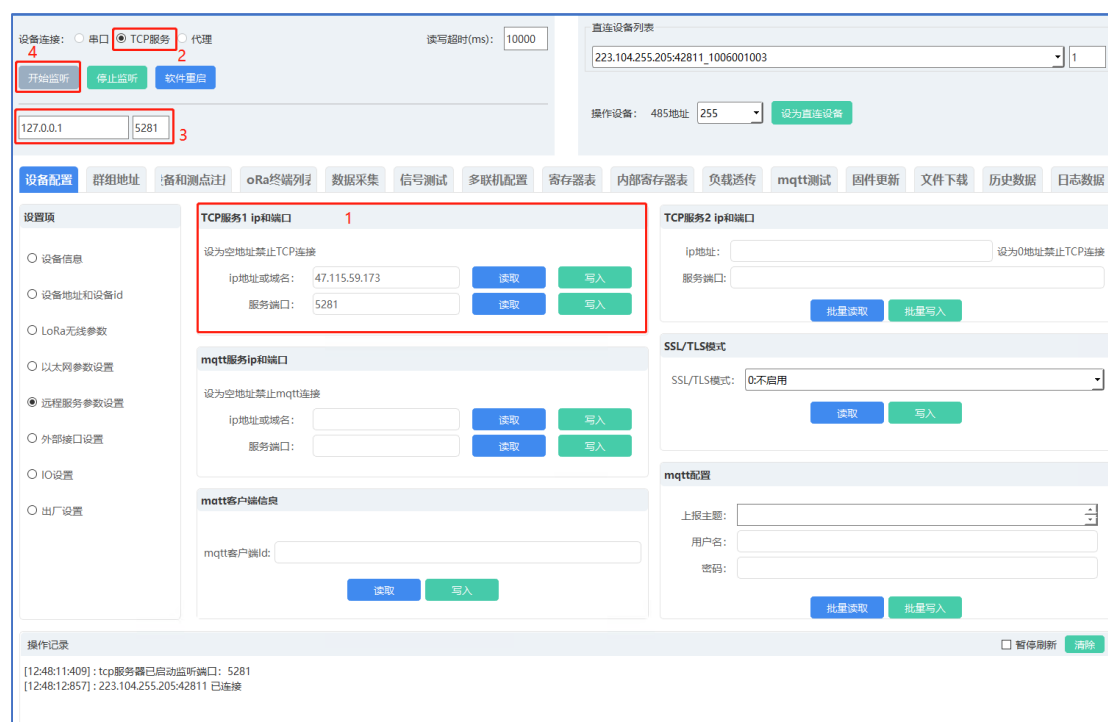 设备连接: 串口 TCP服务 代理 读写超时(ms): 10000
4 2
开始监听 停止监听 软件重启
127.0.0.1 5281 3
直连设备列表
223.104.255.205:42811_1006001003 1
操作设备: 485地址 255 设为直连设备
设备配置 群组地址 备和测点注 oRa终端列表 数据采集 信号测试 多联机配置 寄存器表 内部寄存器表 负载透传 mqtt测试 固件更新 文件下载 历史数据 日志数据
设置项
设备信息
设备地址和设备id
LoRa无线参数
以太网参数设置
远程服务参数设置
外部接口设置
IO设置
出厂设置
TCP服务1 ip和端口 1
设为空地址禁止TCP连接
ip地址或域名: 47.115.59.173 读取 写入
服务端口: 5281 读取 写入
mqtt服务ip和端口
设为空地址禁止mqtt连接
ip地址或域名: 读取 写入
服务端口: 读取 写入
mqtt客户端信息
mqtt客户端Id:
读取 写入
TCP服务2 ip和端口
ip地址: 设为0地址禁止TCP连接
服务端口:
批量读取 批量写入
SSL/TLS模式
SSL/TLS模式: 0:不启用
读取 写入
mqtt配置
上报主题:
用户名:
密码:
批量读取 批量写入
操作记录 暂停刷新 清除
[12:48:11:409] : tcp服务器已启动监听端口: 5281
[12:48:12:857] : 223.104.255.205:42811 已连接